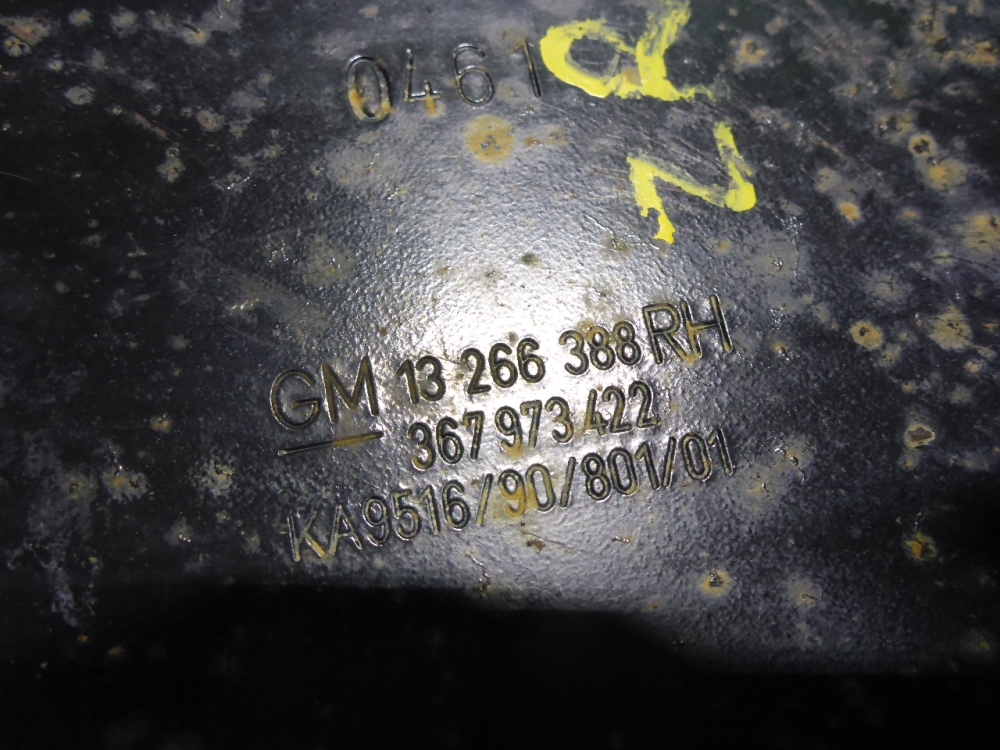 0461
GM 13 266 388 RH
367 973 422
KA9516/90/801/01